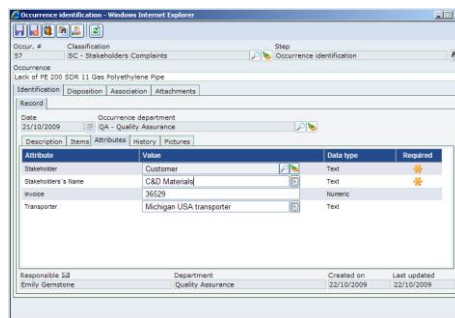 Occurrence identification - Windows Internet Explorer
Occur. # Classification Step
57 SC - Stakeholders Complaints Occurrence identification
Occurrence
Lack of PE 200 SDR 11 Gas Polyethylene Pipe
Identification Disposition Association Attachments
Record
Date Occurrence department
21/10/2009 QA - Quality Assurance
Description Items Attributes History Pictures
Attribute Value Data type Required
Stakeholder Customer Text
Stakeholders's Name C&D Materials Text
Invoice 36529 Numeric
Transporter Michigan USA transporter Text
Responsible Department Created on Last updated
Emily Gemstone Quality Assurance 22/10/2009 22/10/2009